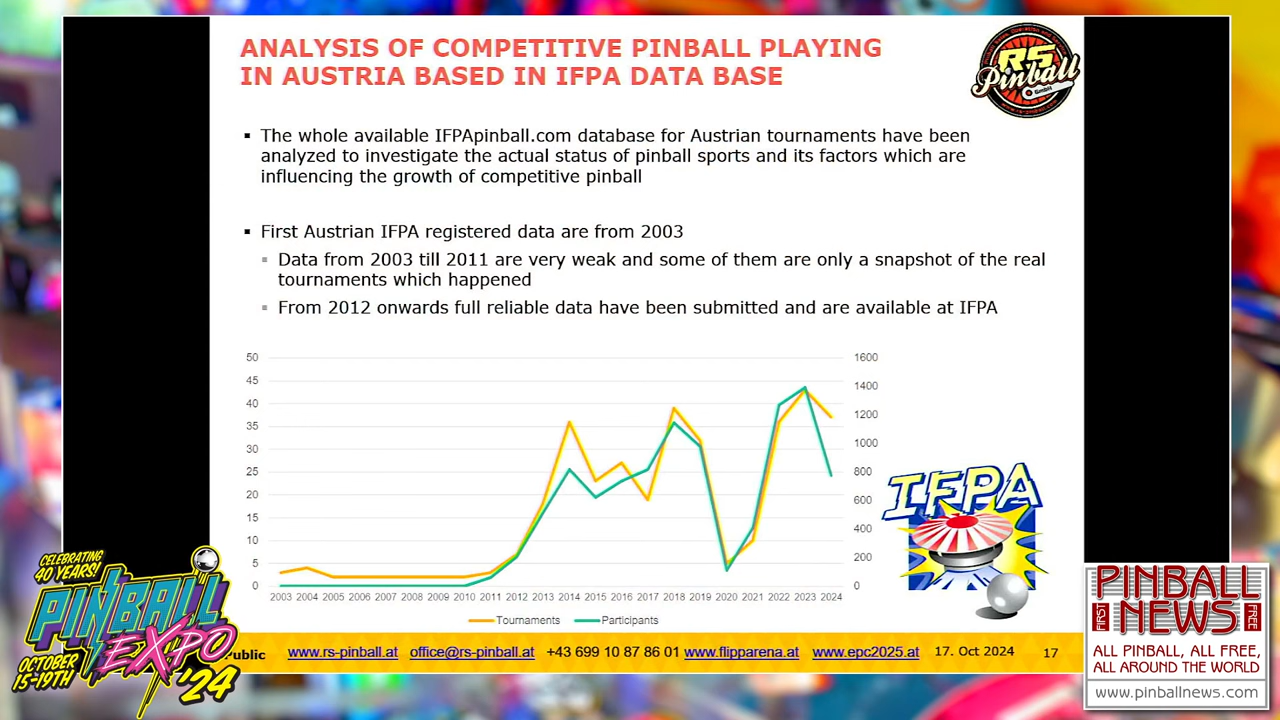 ANALYSIS OF COMPETITIVE PINBALL PLAYING
IN AUSTRIA BASED IN IFPA DATA BASE
RS
Pinball
GmbH
▪ The whole available IFPApinball.com database for Austrian tournaments have been
analyzed to investigate the actual status of pinball sports and its factors which are
influencing the growth of competitive pinball
▪ First Austrian IFPA registered data are from 2003
▪ Data from 2003 till 2011 are very weak and some of them are only a snapshot of the real
tournaments which happened
▪ From 2012 onwards full reliable data have been submitted and are available at IFPA
50 1600
45 1400
40 1200
35 1000
30 800
25 600
20 400
15 200
10 0
5
0
2003 2004 2005 2006 2007 2008 2009 2010 2011 2012 2013 2014 2015 2016 2017 2018 2019 2020 2021 2022 2023 2024
Tournaments Participants
IFPA
CELEBRATING
40 YEARS!
PINBALL
EXPO
OCTOBER
15-19TH
'24
Public www.rs-pinball.at office@rs-pinball.at +43 699 10 87 86 01 www.flipparena.at www.epc2025.at 17. Oct 2024 17
PINBALL
FIRST NEWS FREE
ALL PINBALL, ALL FREE,
ALL AROUND THE WORLD
www.pinballnews.com